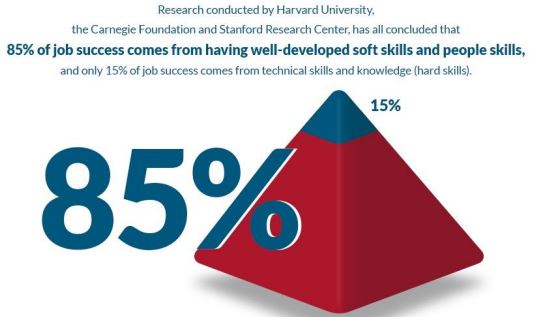 Research conducted by Harvard University,
the Carnegie Foundation and Stanford Research Center, has all concluded that
85% of job success comes from having well-developed soft skills and people skills,
and only 15% of job success comes from technical skills and knowledge (hard skills).
15%
85%